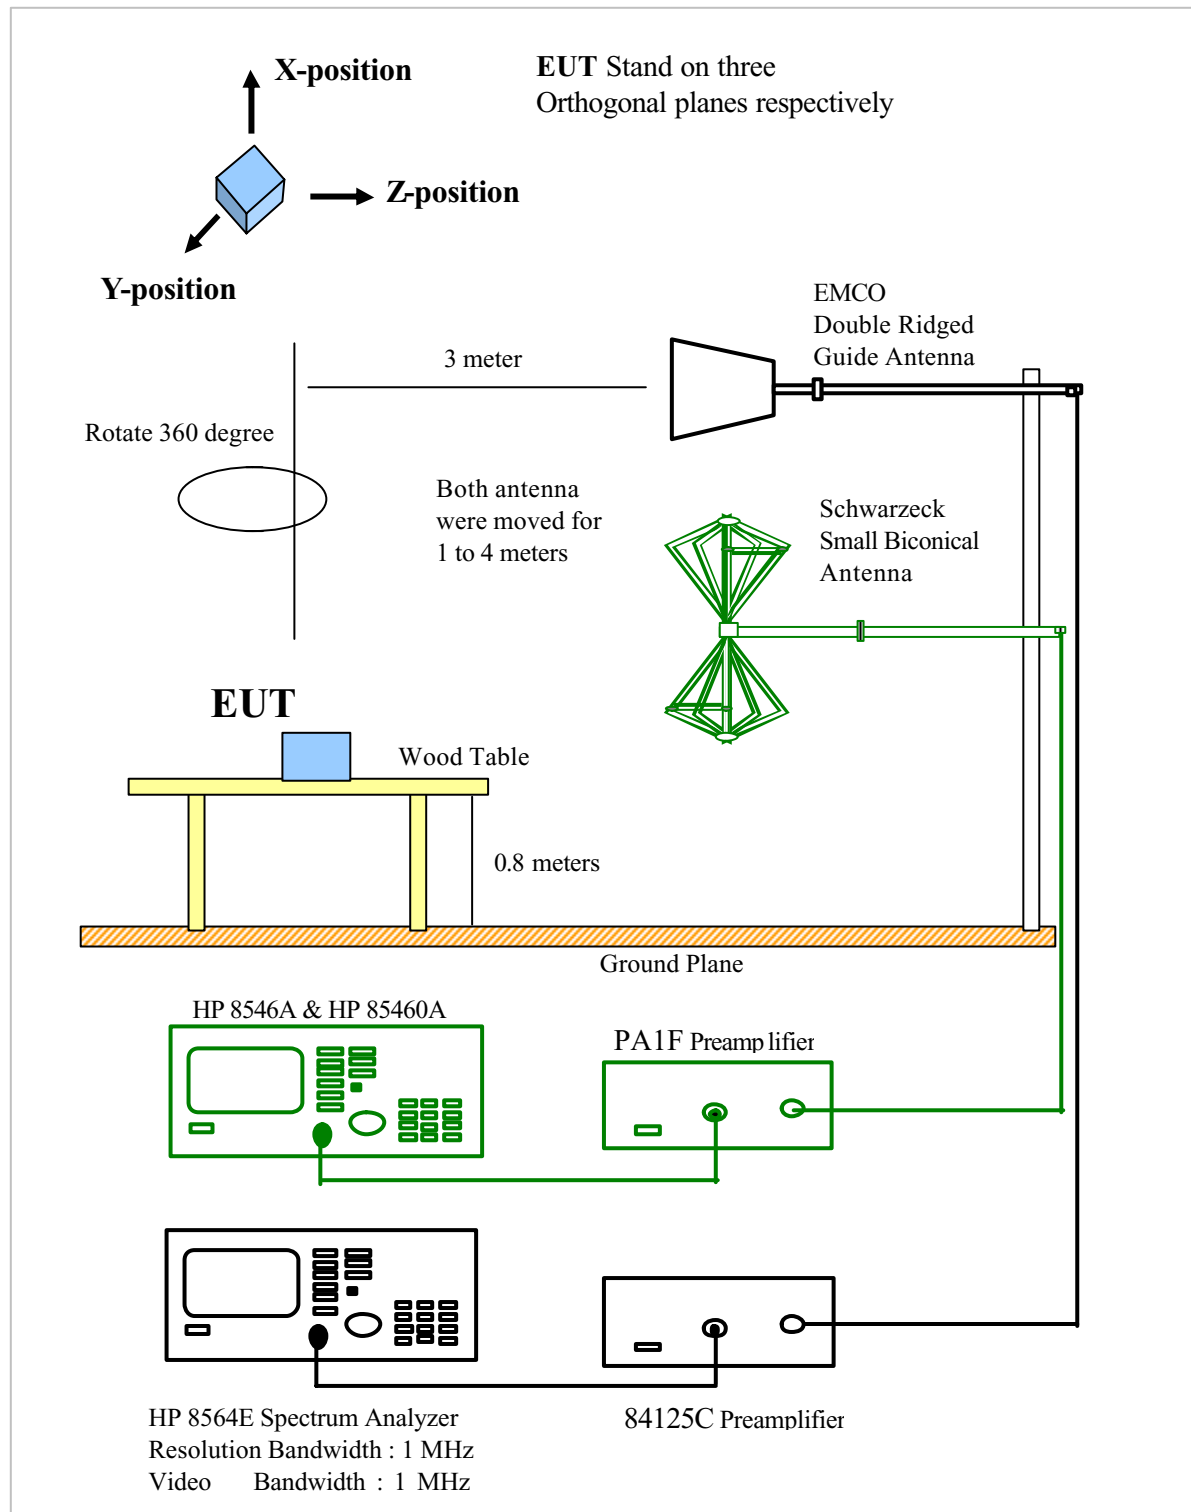 X-position
EUT Stand on three
Orthogonal planes respectively
Z-position
Y-position
EMCO
Double Ridged
Guide Antenna
3 meter
Rotate 360 degree
Both antenna
were moved for
1 to 4 meters
Schwarzeck
Small Biconical
Antenna
EUT
Wood Table
0.8 meters
Ground Plane
HP 8546A & HP 85460A
PA1F Preamplifier
HP 8564E Spectrum Analyzer
Resolution Bandwidth : 1 MHz
Video Bandwidth : 1 MHz
84125C Preamplifier